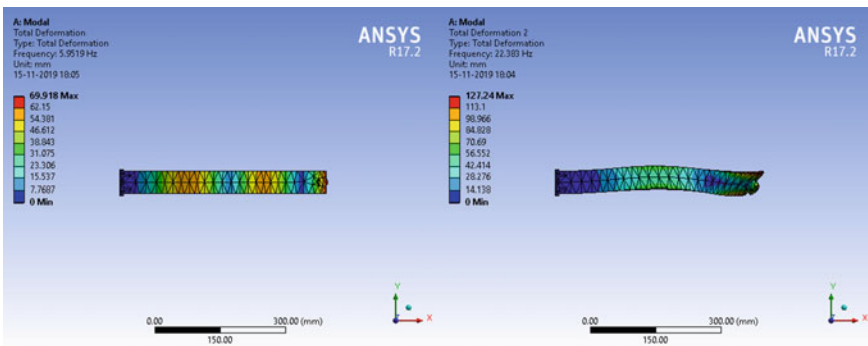 A: Modal
Total Deformation
Type: Total Deformation
Frequency: 5.9519 Hz
Unit: mm
15-11-2019 18:05
ANSYS
R17.2
69.918 Max
62.15
54.381
46.612
38.843
31.075
23.306
15.537
7.7687
0 Min
Y
X
0.00
300.00 (mm)
150.00
A: Modal
Total Deformation 2
Type: Total Deformation
Frequency: 22.383 Hz
Unit: mm
15-11-2019 18:04
ANSYS
R17.2
127.24 Max
113.1
98.966
84.828
70.69
56.552
42.414
28.276
14.138
0 Min
Y
X
0.00
300.00 (mm)
150.00